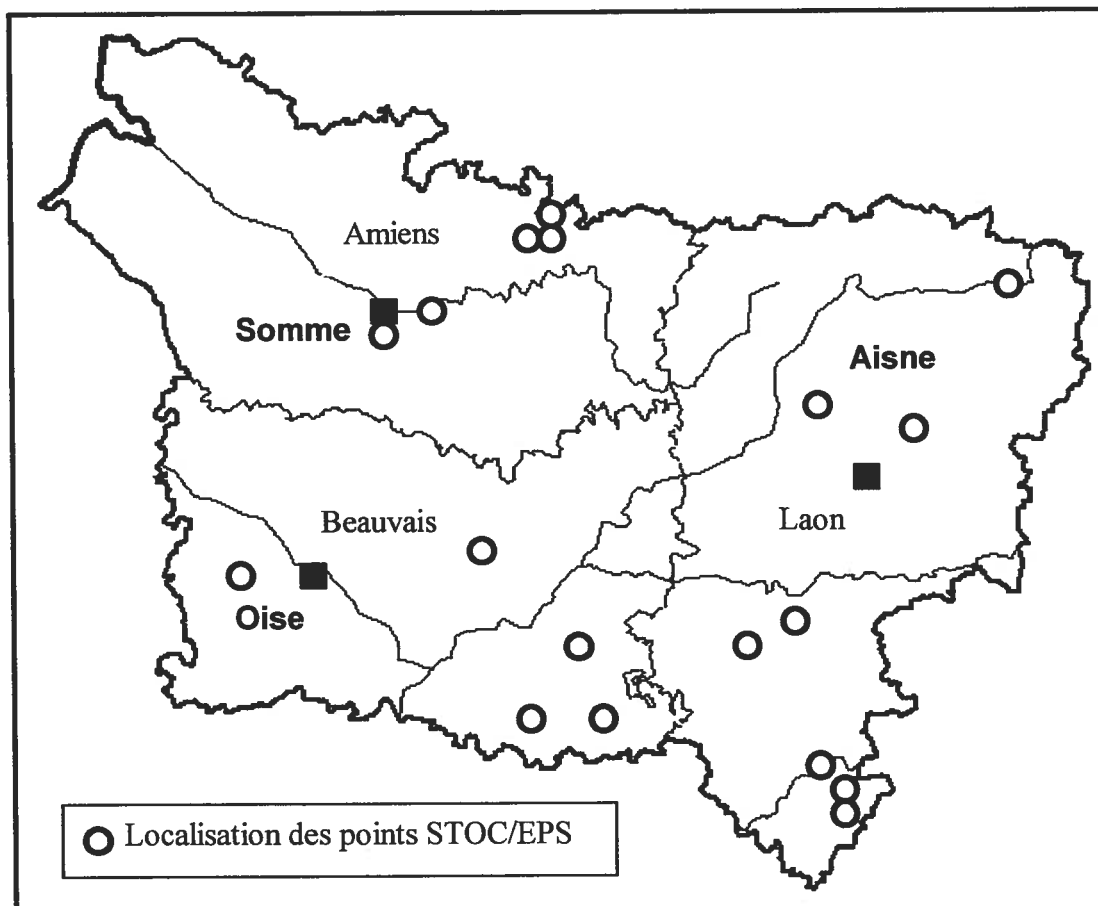 Amiens
Somme
Aisne
Beauvais
Laon
Oise
Localisation des points STOC/EPS